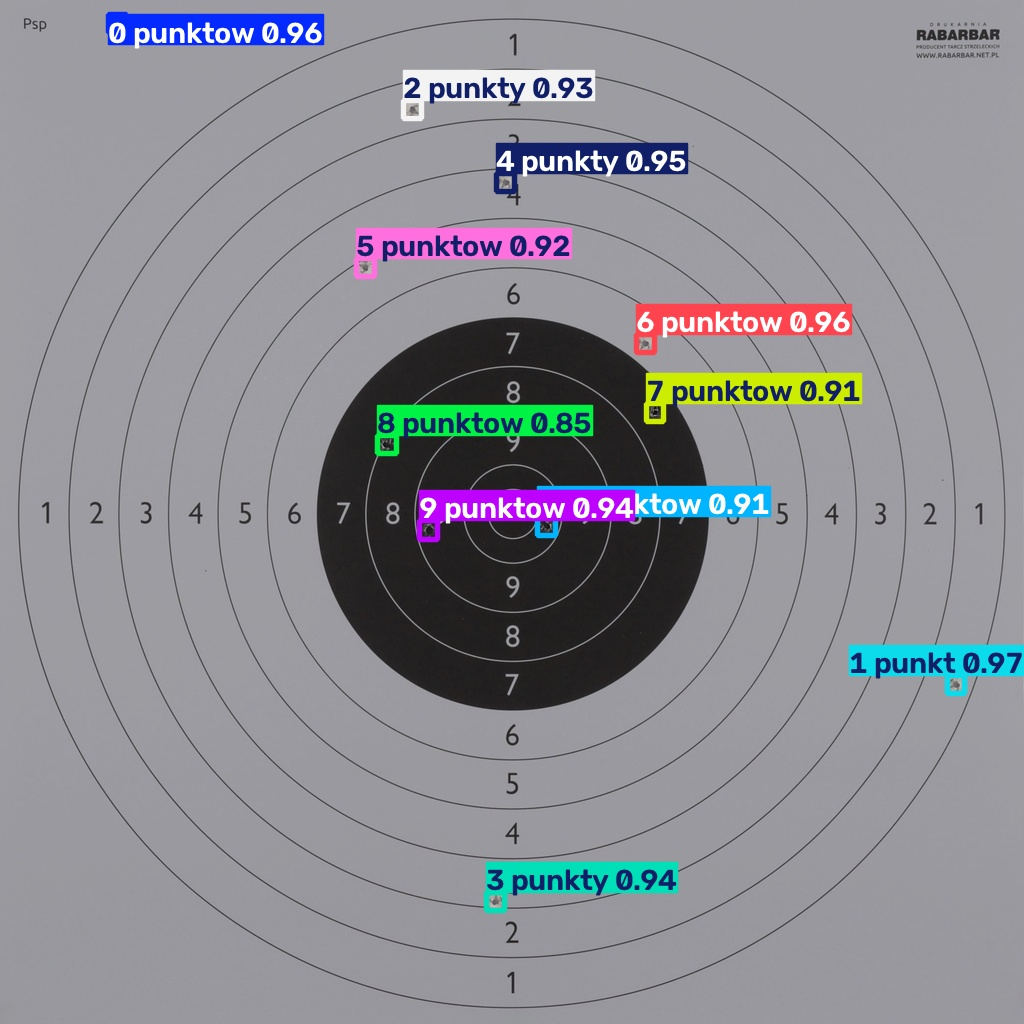 Psp
0 punktow 0.96
DRUKARNIA
RABARBAR
PRODUCENT TARCZ STRZELECKICH
WWW.RABARBAR.NET.PL
1
2 punkty 0.93
2
3
4 punkty 0.95
4
5 punktow 0.92
6
6 punktow 0.96
7
7 punktow 0.91
8
8 punktow 0.85
9
9 punktow 0.94
ktow 0.91
1 2 3 4 5 6 7 8
5 4 3 2 1
9
8
1 punkt 0.97
7
6
5
4
3 punkty 0.94
2
1